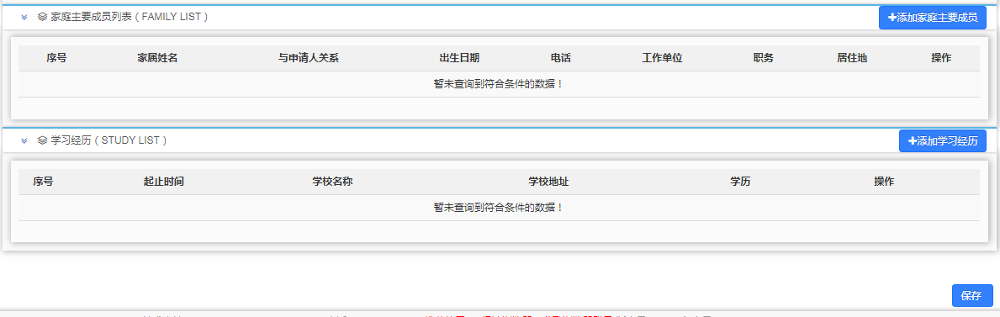 家庭主要成员列表（FAMILY LIST） ✚添加家庭主要成员
序号 家属姓名 与申请人关系 出生日期 电话 工作单位 职务 居住地 操作
暂未查询到符合条件的数据！
学习经历（STUDY LIST） ✚添加学习经历
序号 起止时间 学校名称 学校地址 学历 操作
暂未查询到符合条件的数据！
保存